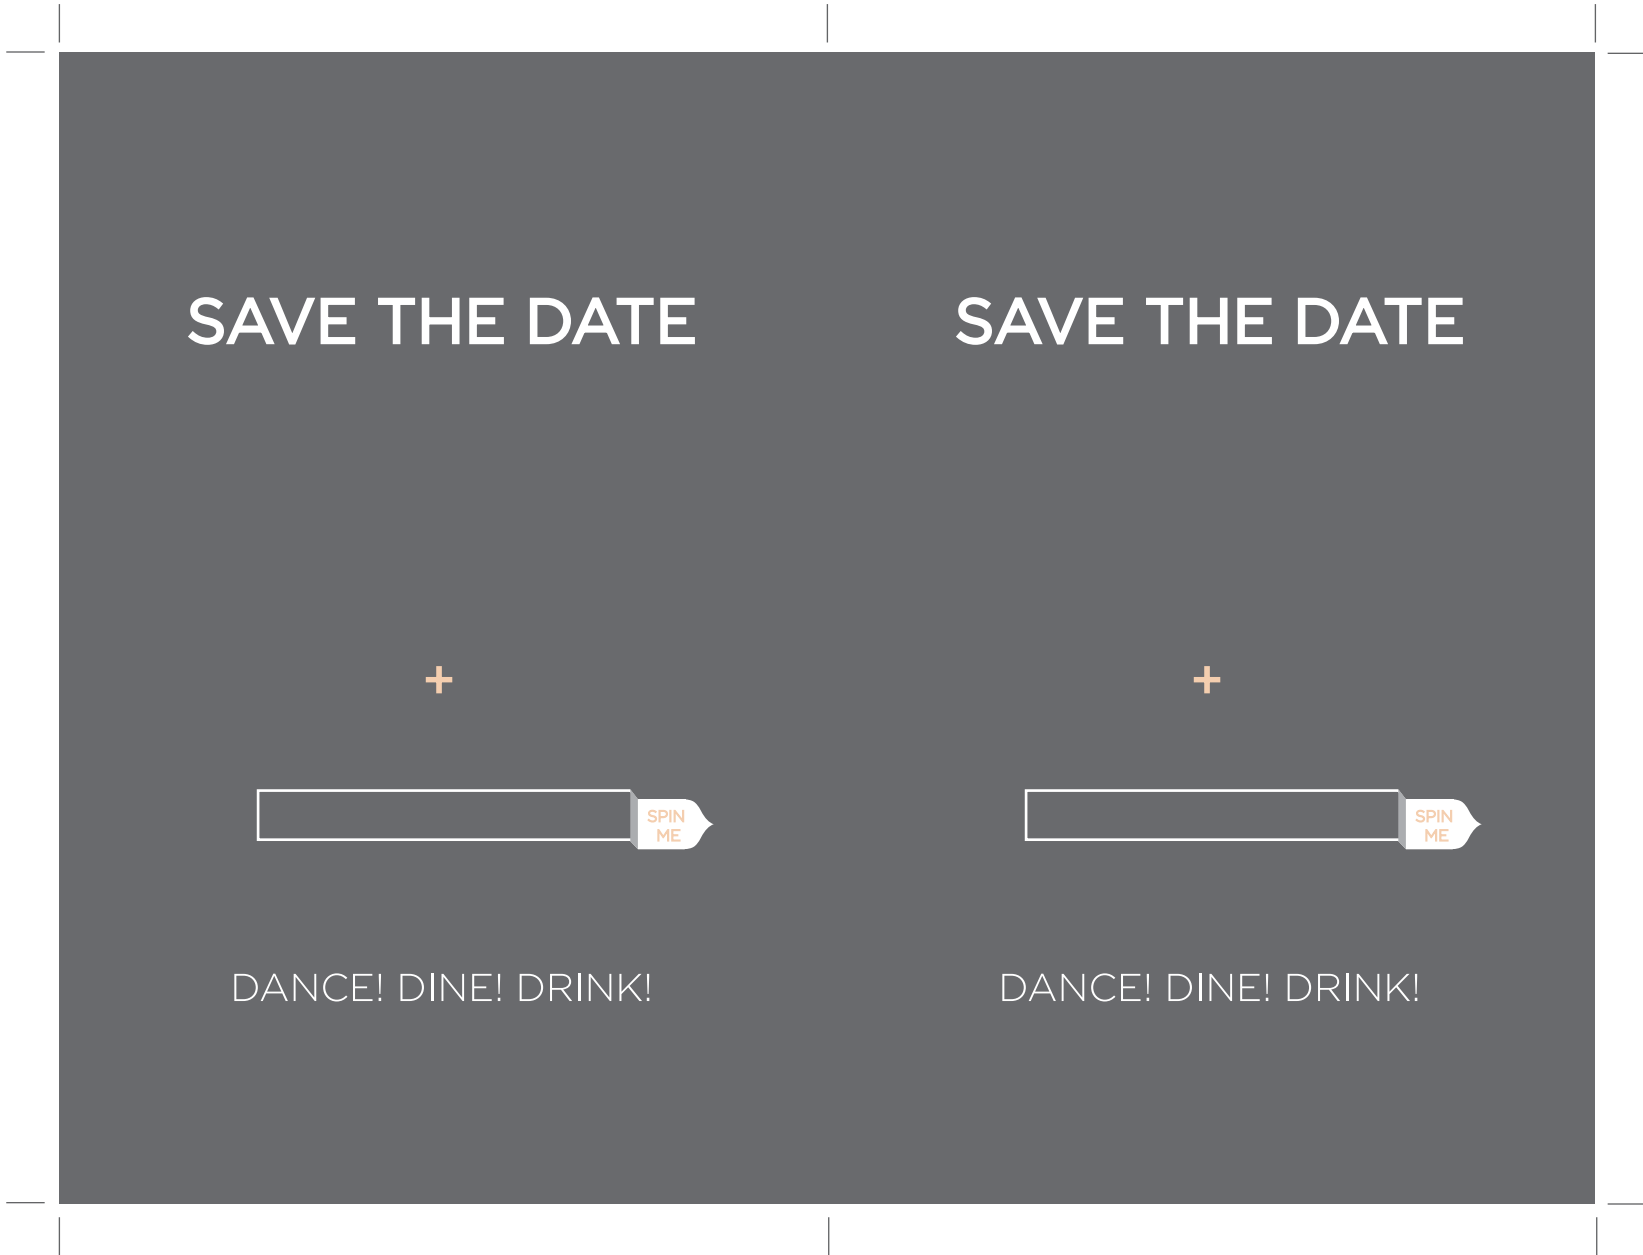 SAVE THE DATE
+
SPIN
ME
DANCE! DINE! DRINK!
SAVE THE DATE
+
SPIN
ME
DANCE! DINE! DRINK!